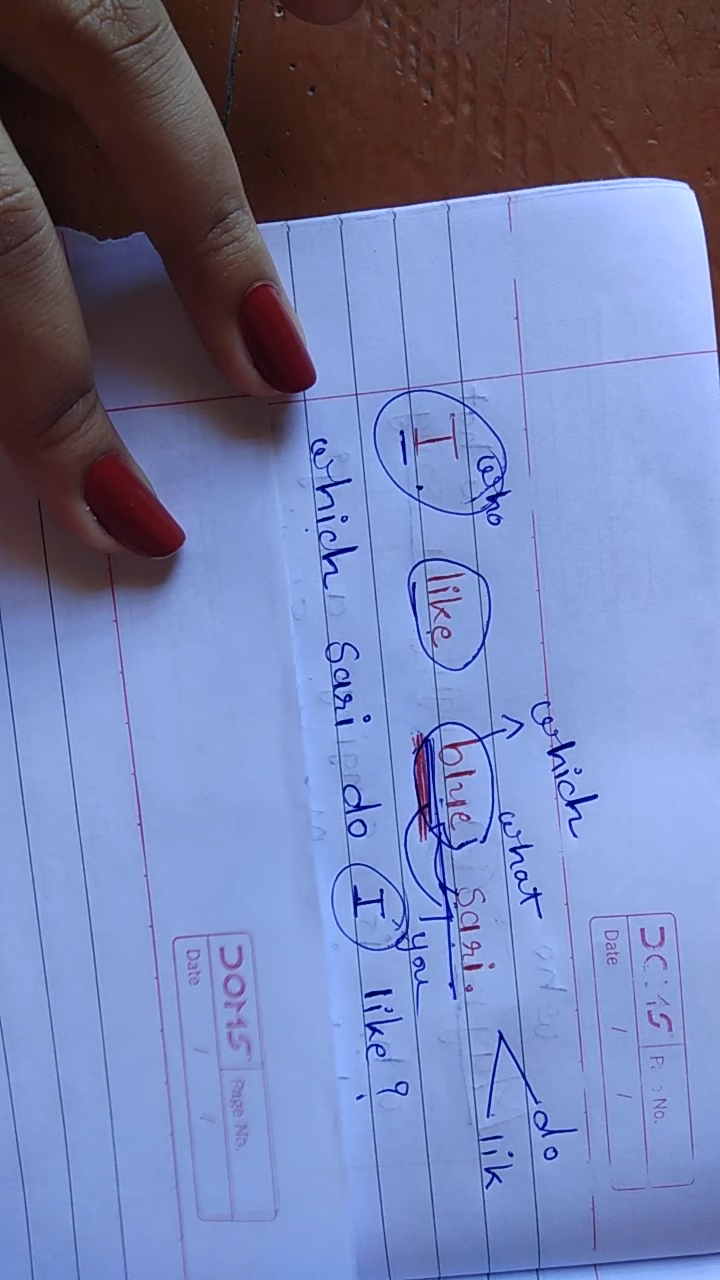 which
who what do
I like blue Sari. lik
you
which Sari do I like?
DOMS Page No.
Date / /
DOMS Page No.
Date / /